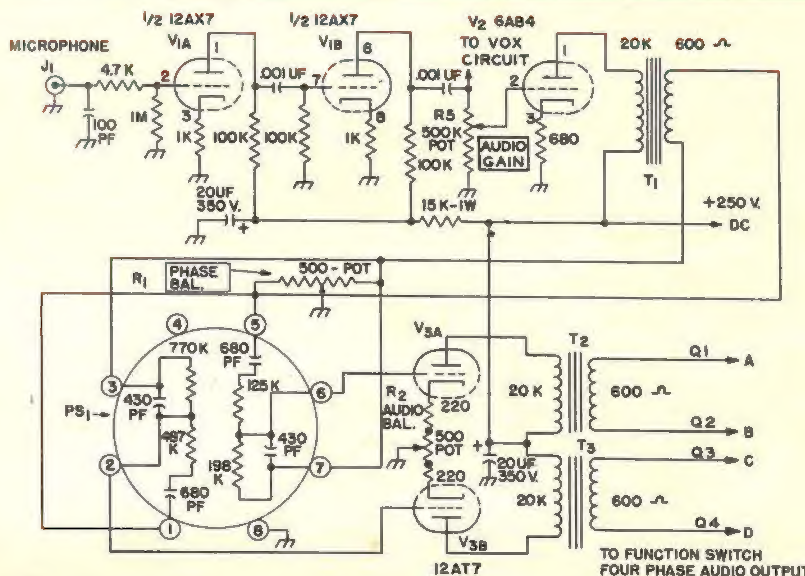 1/2 12AX7
V1A
1/2 12AX7
V1B
V2 6AB4
TO VOX
CIRCUIT
20K
600 Ω
MICROPHONE
J1
4.7 K
100
PF
1M
2
1
3
1K
100K
.001UF
100K
7
6
8
1K
.001UF
R5
500K
POT
100K
AUDIO
GAIN
2
1
3
680
T1
20UF
350 V.
+
15 K-1W
+250 V.
DC
R1
PHASE
BAL.
500-POT
4
5
3
770K
430
PF
PS1
2
487
K
680
PF
1
680
PF
125K
6
430
PF
198
K
7
8
V3A
R2
AUDIO
BAL.
220
500
POT
220
V3B
12AT7
+
20UF
350V.
T2
20 K
600 Ω
T3
20K
600 Ω
Q1
A
Q2
B
Q3
C
Q4
D
TO FUNCTION SWITCH
FOUR PHASE AUDIO OUTPUT